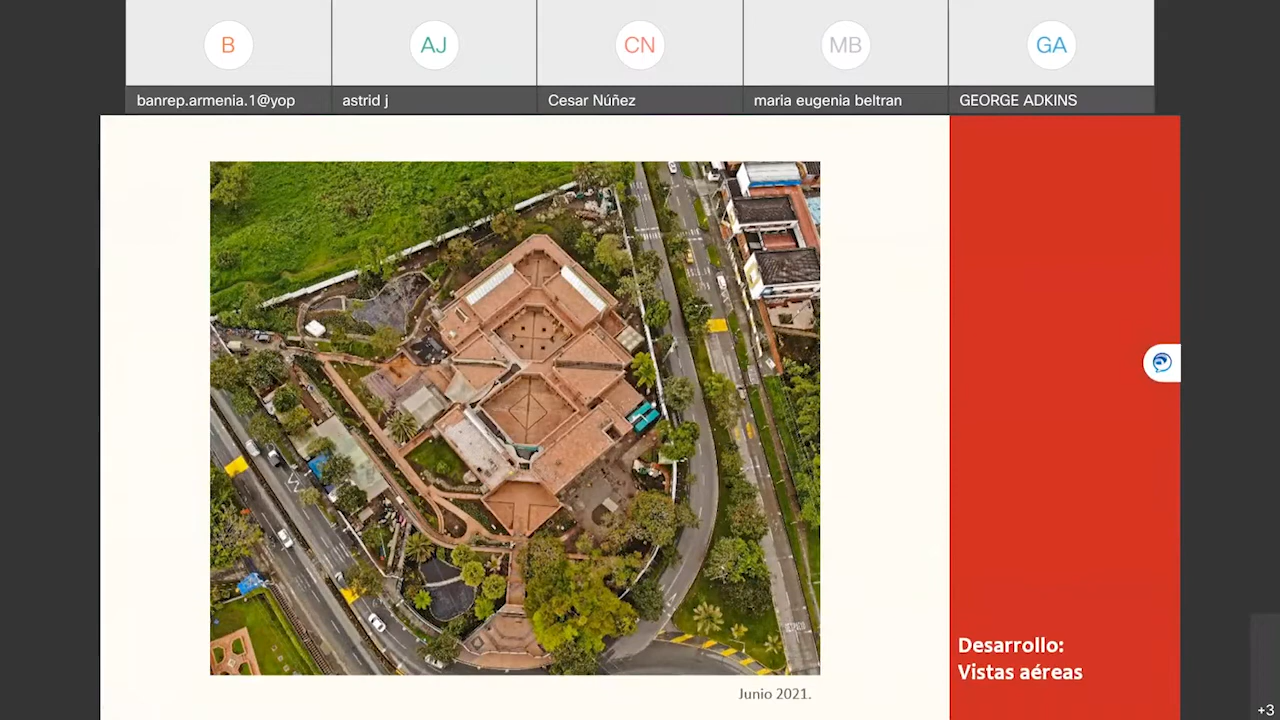 B
AJ
CN
MB
GA
banrep.armenia.1@yop
astrid j
Cesar Núñez
maria eugenia beltran
GEORGE ADKINS
Desarrollo:
Vistas aéreas
Junio 2021.
+3